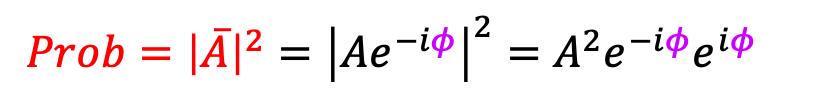 Prob = |Ā|² = |Ae^{-iϕ}|² = A²e^{-iϕ}e^{iϕ}